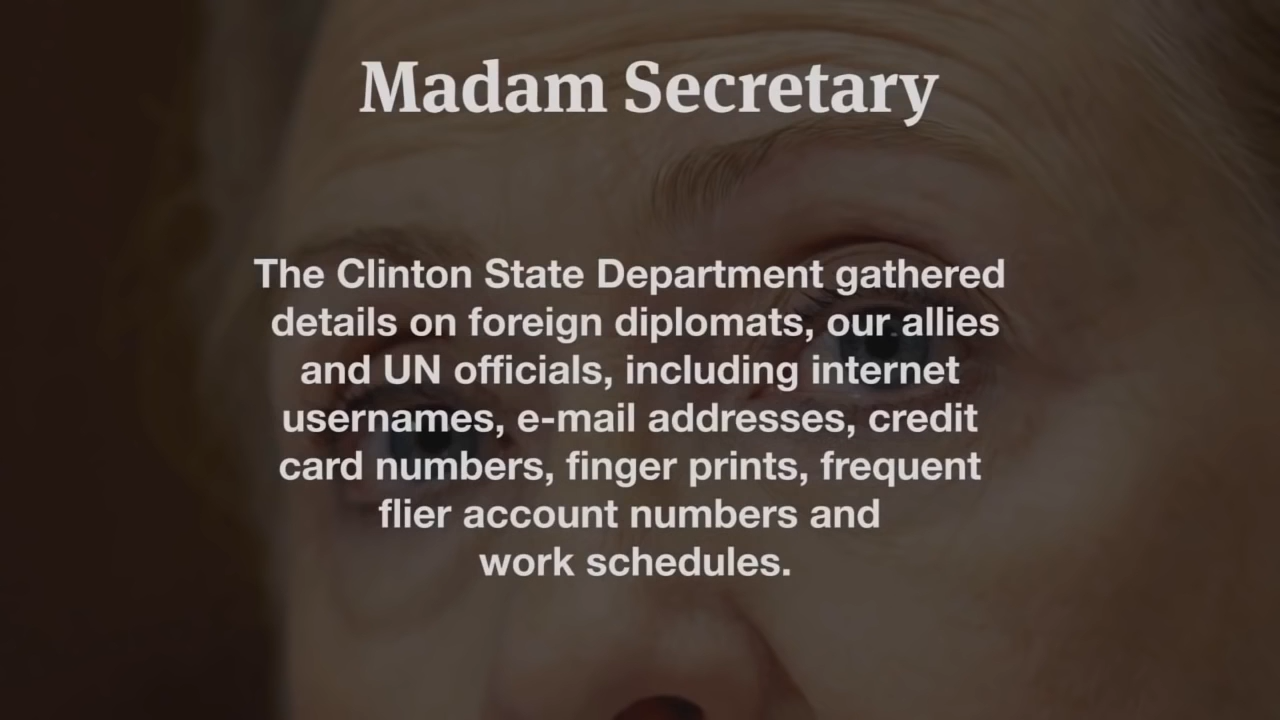 Madam Secretary
The Clinton State Department gathered
details on foreign diplomats, our allies
and UN officials, including internet
usernames, e-mail addresses, credit
card numbers, finger prints, frequent
flier account numbers and
work schedules.